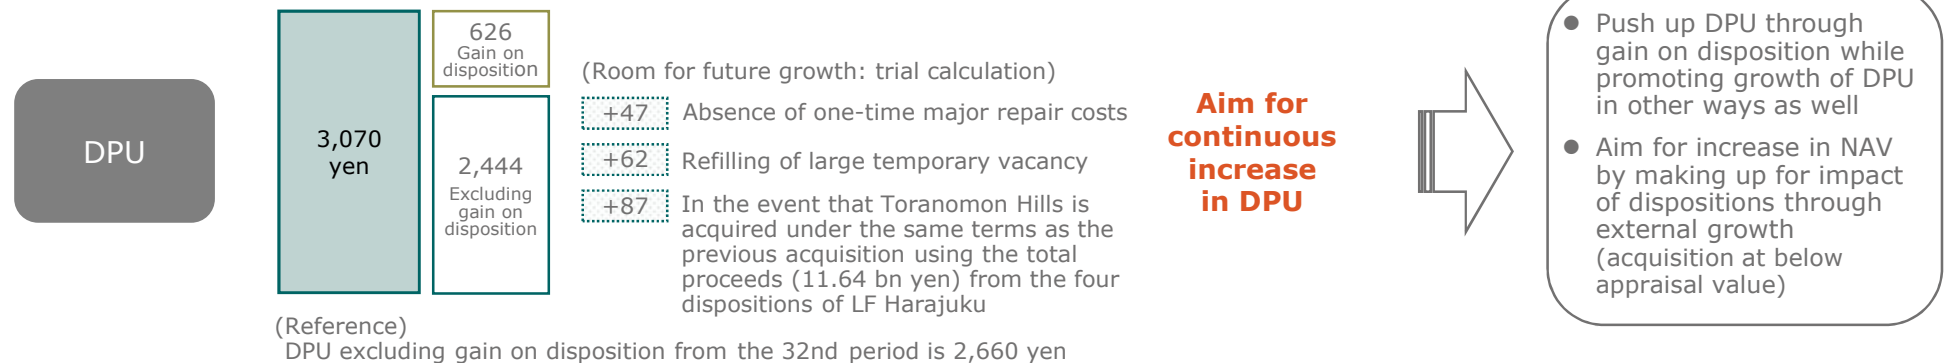 DPU
3,070
yen
626
Gain on
disposition
2,444
Excluding
gain on
disposition
(Room for future growth: trial calculation)
+47 Absence of one-time major repair costs
+62 Refilling of large temporary vacancy
+87 In the event that Toranomon Hills is
acquired under the same terms as the
previous acquisition using the total
proceeds (11.64 bn yen) from the four
dispositions of LF Harajuku
(Reference)
DPU excluding gain on disposition from the 32nd period is 2,660 yen
Aim for
continuous
increase
in DPU
● Push up DPU through
gain on disposition while
promoting growth of DPU
in other ways as well
● Aim for increase in NAV
by making up for impact
of dispositions through
external growth
(acquisition at below
appraisal value)